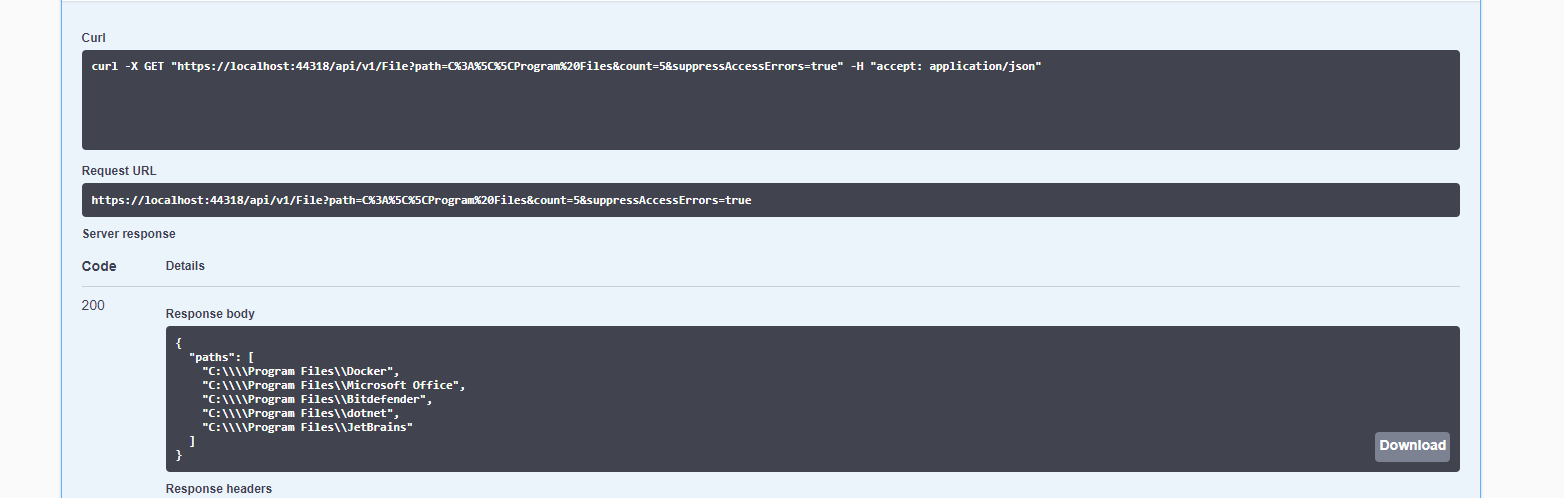 Curl
curl -X GET "https://localhost:44318/api/v1/File?path=C%3A%5C%5CProgram%20Files&count=5&suppressAccessErrors=true" -H "accept: application/json"
Request URL
https://localhost:44318/api/v1/File?path=C%3A%5C%5CProgram%20Files&count=5&suppressAccessErrors=true
Server response
Code Details
200
Response body
{
  "paths": [
    "C:\\\\Program Files\\Docker",
    "C:\\\\Program Files\\Microsoft Office",
    "C:\\\\Program Files\\Bitdefender",
    "C:\\\\Program Files\\dotnet",
    "C:\\\\Program Files\\JetBrains"
  ]
}
Download
Response headers